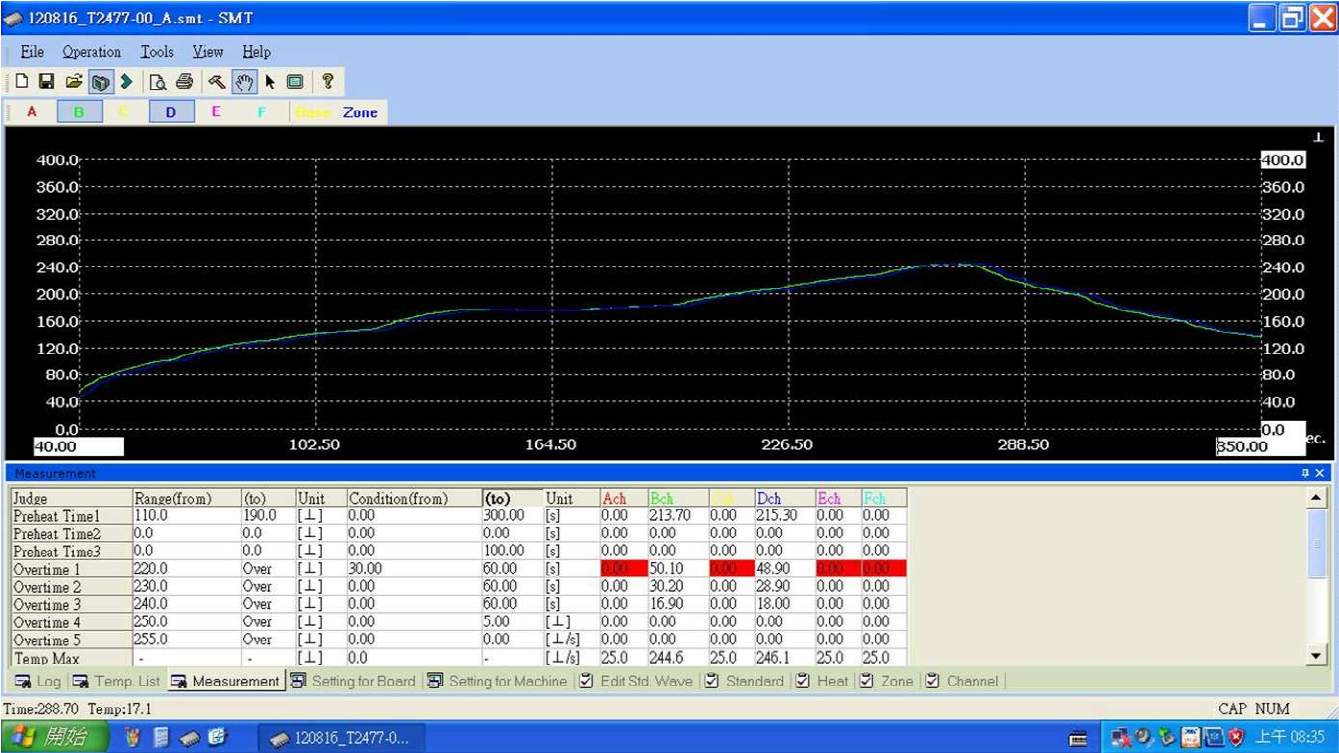 120816_T2477-00_A.smt - SMT
File Operation Tools View Help
A B C D E F Base Zone
400.0 400.0
360.0 360.0
320.0 320.0
280.0 280.0
240.0 240.0
200.0 200.0
160.0 160.0
120.0 120.0
80.0 80.0
40.0 40.0
0.0 0.0
40.00 102.50 164.50 226.50 288.50 350.00 ec.
Measurement
Judge Range(from) (to) Unit Condition(from) (to) Unit Ach Bch Cch Dch Ech Fch
Preheat Time1 110.0 190.0 [⊥] 0.00 300.00 [s] 0.00 213.70 0.00 215.30 0.00 0.00
Preheat Time2 0.0 0.0 [⊥] 0.00 0.00 [s] 0.00 0.00 0.00 0.00 0.00 0.00
Preheat Time3 0.0 0.0 [⊥] 0.00 100.00 [s] 0.00 0.00 0.00 0.00 0.00 0.00
Overtime 1 220.0 Over [⊥] 30.00 60.00 [s] 0.00 50.10 0.00 48.90 0.00 0.00
Overtime 2 230.0 Over [⊥] 0.00 60.00 [s] 0.00 30.20 0.00 28.90 0.00 0.00
Overtime 3 240.0 Over [⊥] 0.00 60.00 [s] 0.00 16.90 0.00 18.00 0.00 0.00
Overtime 4 250.0 Over [⊥] 0.00 5.00 [⊥] 0.00 0.00 0.00 0.00 0.00 0.00
Overtime 5 255.0 Over [⊥] 0.00 0.00 [⊥/s] 0.00 0.00 0.00 0.00 0.00 0.00
Temp Max - - [⊥] 0.0 - [⊥/s] 25.0 244.6 25.0 246.1 25.0 25.0
Log Temp. List Measurement Setting for Board Setting for Machine Edit Std. Wave Standard Heat Zone Channel
Time:288.70 Temp:17.1 CAP NUM
開始 120816_T2477-0... 上午 08:35